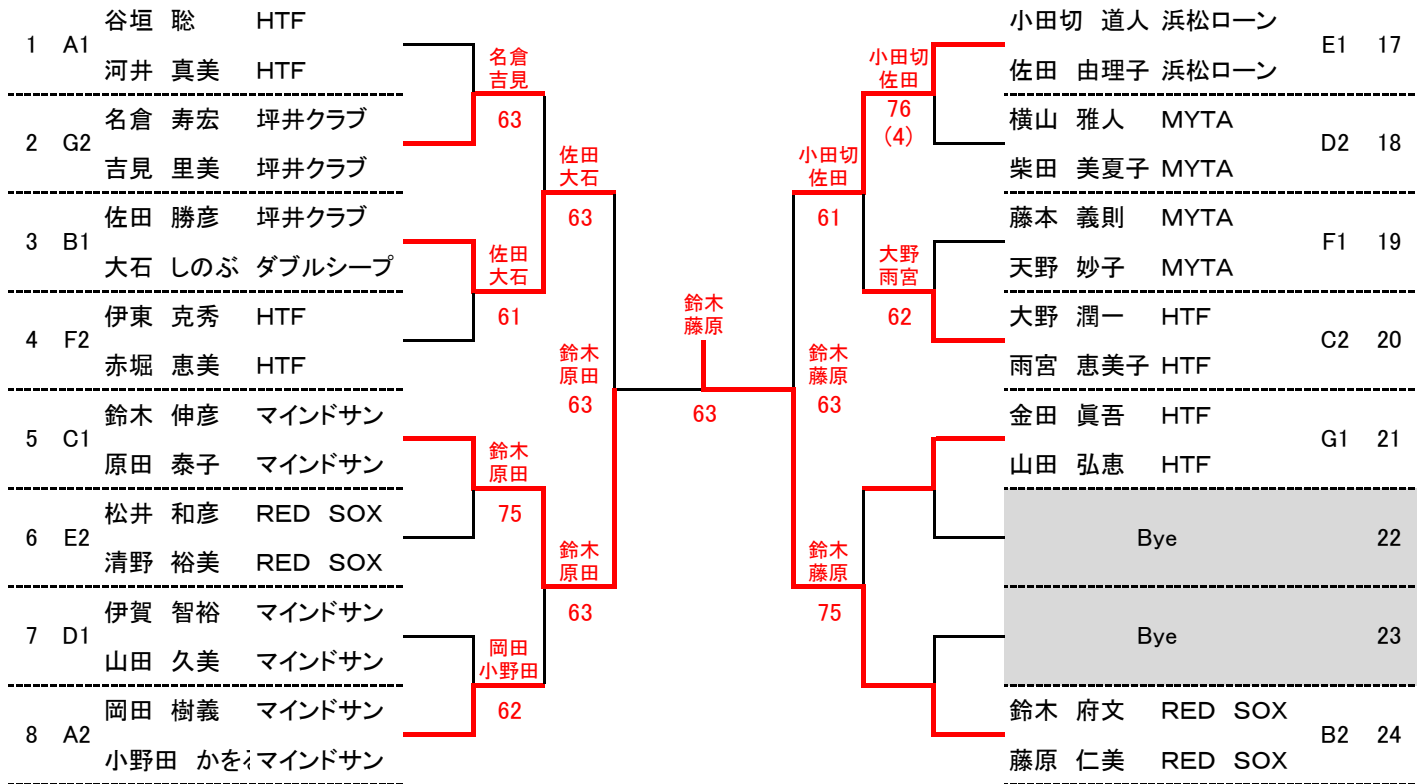 谷垣 聡 HTF
1 A1
河井 真美 HTF
名倉 寿宏 坪井クラブ
2 G2
吉見 里美 坪井クラブ
佐田 勝彦 坪井クラブ
3 B1
大石 しのぶ ダブルシープ
伊東 克秀 HTF
4 F2
赤堀 恵美 HTF
鈴木 伸彦 マインドサン
5 C1
原田 泰子 マインドサン
松井 和彦 RED SOX
6 E2
清野 裕美 RED SOX
伊賀 智裕 マインドサン
7 D1
山田 久美 マインドサン
岡田 樹義 マインドサン
8 A2
小野田 かを マインドサン
名倉
吉見
63
佐田
大石
61
鈴木
原田
75
岡田
小野田
62
佐田
大石
63
鈴木
原田
63
鈴木
原田
63
鈴木
藤原
63
鈴木
藤原
63
小田切
佐田
61
鈴木
藤原
75
小田切
佐田
76
(4)
大野
雨宮
62
小田切 道人 浜松ローン
E1 17
佐田 由理子 浜松ローン
横山 雅人 MYTA
D2 18
柴田 美夏子 MYTA
藤本 義則 MYTA
F1 19
天野 妙子 MYTA
大野 潤一 HTF
C2 20
雨宮 恵美子 HTF
金田 眞吾 HTF
G1 21
山田 弘恵 HTF
Bye 22
Bye 23
鈴木 府文 RED SOX
B2 24
藤原 仁美 RED SOX